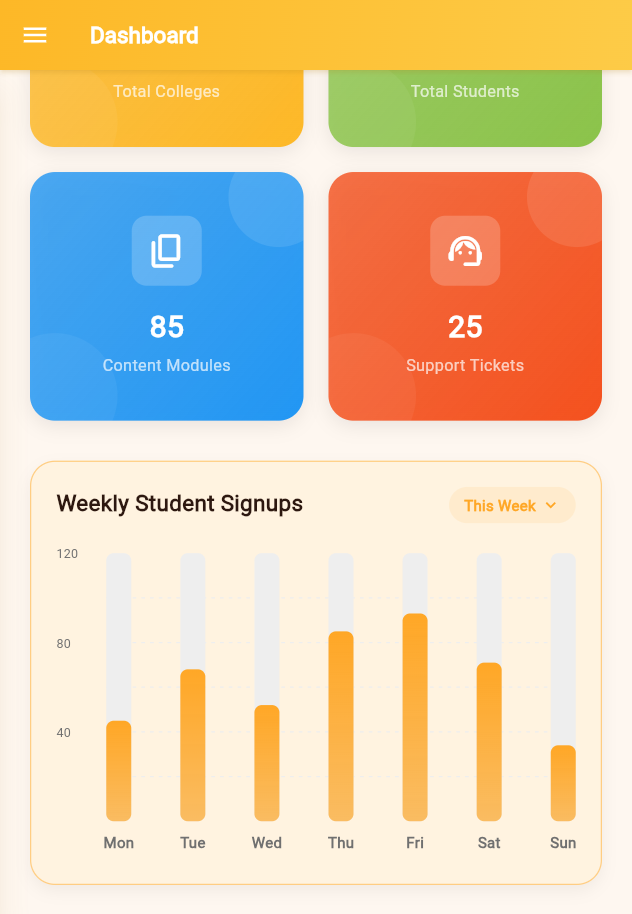 Dashboard
Total Colleges
Total Students
85
Content Modules
25
Support Tickets
Weekly Student Signups
This Week
120
80
40
Mon Tue Wed Thu Fri Sat Sun